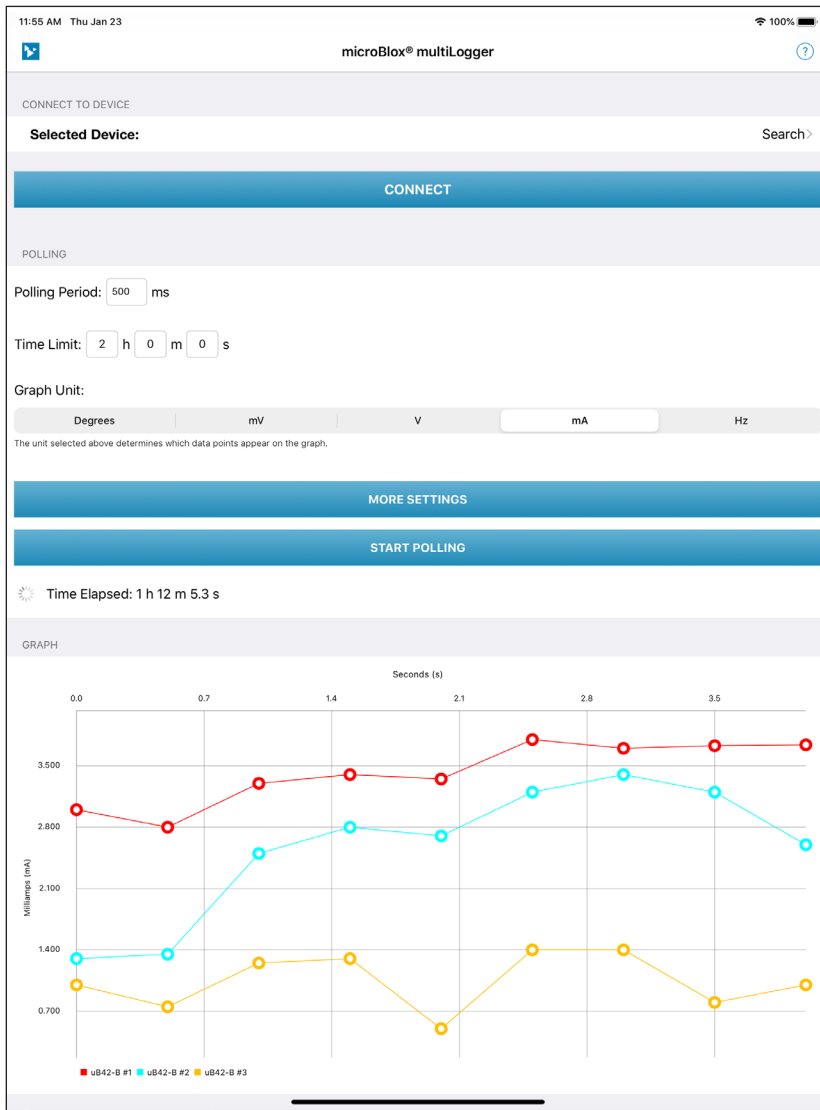 11:55 AM Thu Jan 23
100%
microBlox® multiLogger
?
CONNECT TO DEVICE
Selected Device:
Search>
CONNECT
POLLING
Polling Period: 500 ms
Time Limit: 2 h 0 m 0 s
Graph Unit:
Degrees mV V mA Hz
The unit selected above determines which data points appear on the graph.
MORE SETTINGS
START POLLING
Time Elapsed: 1 h 12 m 5.3 s
GRAPH
Seconds (s)
0.0 0.7 1.4 2.1 2.8 3.5
3.500
2.800
2.100
1.400
0.700
Milliamps (mA)
uB42-B #1 uB42-B #2 uB42-B #3